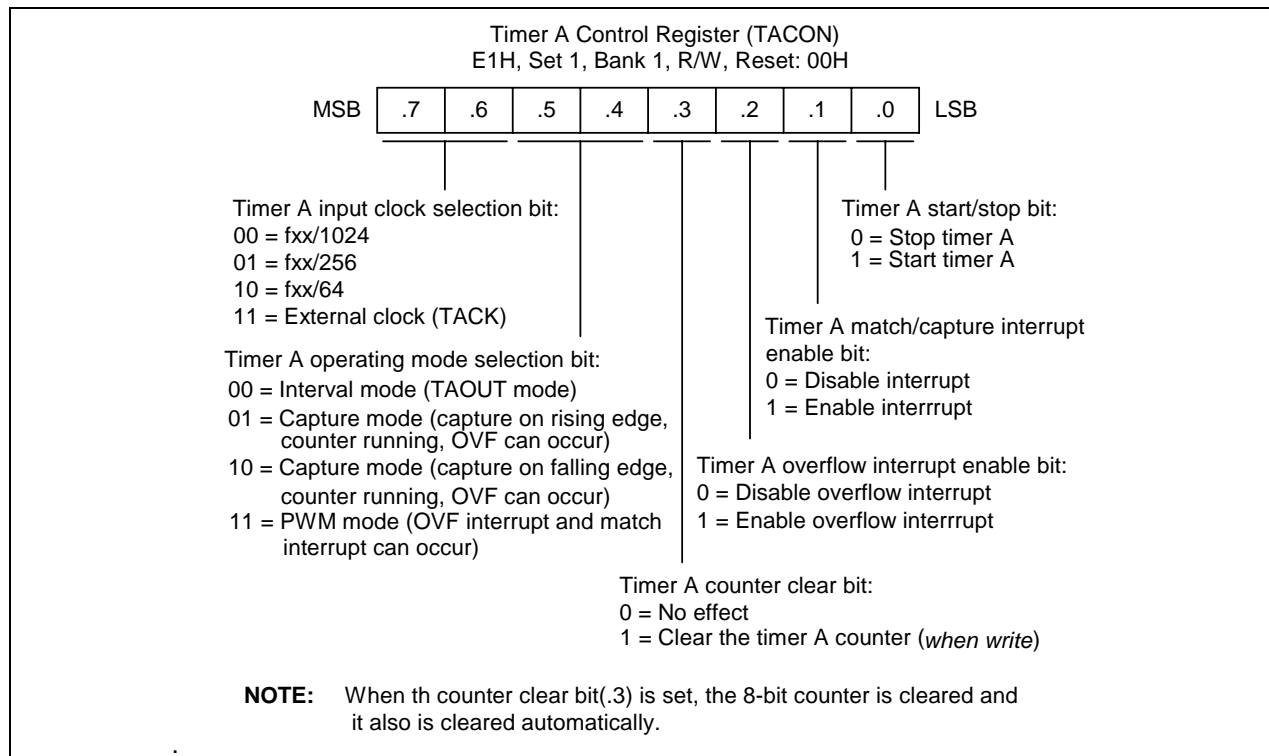 Timer A Control Register (TACON)
E1H, Set 1, Bank 1, R/W, Reset: 00H
MSB .7 .6 .5 .4 .3 .2 .1 .0 LSB
Timer A input clock selection bit:
00 = fxx/1024
01 = fxx/256
10 = fxx/64
11 = External clock (TACK)
Timer A operating mode selection bit:
00 = Interval mode (TAOUT mode)
01 = Capture mode (capture on rising edge,
counter running, OVF can occur)
10 = Capture mode (capture on falling edge,
counter running, OVF can occur)
11 = PWM mode (OVF interrupt and match
interrupt can occur)
Timer A start/stop bit:
0 = Stop timer A
1 = Start timer A
Timer A match/capture interrupt
enable bit:
0 = Disable interrupt
1 = Enable interrrupt
Timer A overflow interrupt enable bit:
0 = Disable overflow interrupt
1 = Enable overflow interrrupt
Timer A counter clear bit:
0 = No effect
1 = Clear the timer A counter (when write)
NOTE: When th counter clear bit(.3) is set, the 8-bit counter is cleared and
it also is cleared automatically.
.